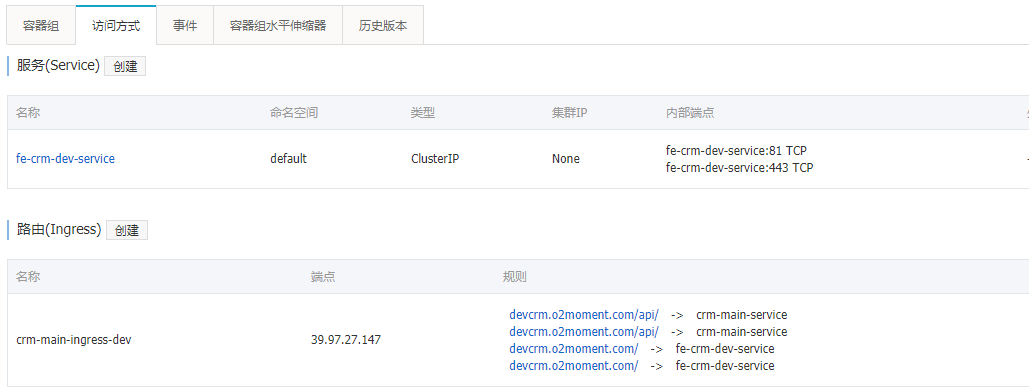 容器组 访问方式 事件 容器组水平伸缩器 历史版本
服务(Service) 创建
名称 命名空间 类型 集群IP 内部端点
fe-crm-dev-service default ClusterIP None fe-crm-dev-service:81 TCP
fe-crm-dev-service:443 TCP
路由(Ingress) 创建
名称 端点 规则
devcrm.o2moment.com/api/ -> crm-main-service
devcrm.o2moment.com/api/ -> crm-main-service
crm-main-ingress-dev 39.97.27.147
devcrm.o2moment.com/ -> fe-crm-dev-service
devcrm.o2moment.com/ -> fe-crm-dev-service